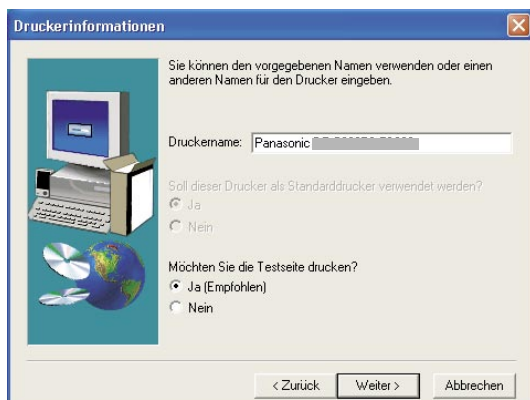 Druckerinformationen
Sie können den vorgegebenen Namen verwenden oder einen
anderen Namen für den Drucker eingeben.
Druckername: Panasonic
Soll dieser Drucker als Standarddrucker verwendet werden?
Ja
Nein
Möchten Sie die Testseite drucken?
Ja (Empfohlen)
Nein
< Zurück Weiter > Abbrechen